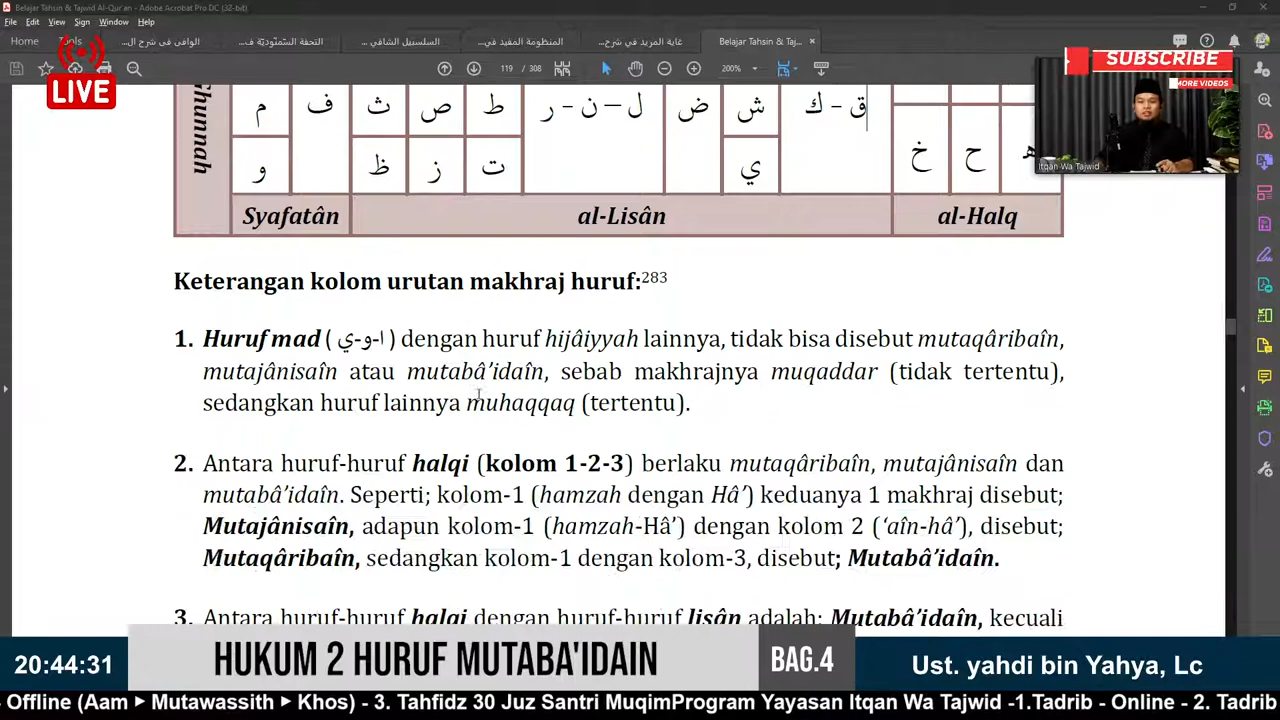 Belajar Tahsin & Tajwid Al-Qur'an - Adobe Acrobat Pro DC (32-bit)
File Edit View Sign Window Help
Home Tools الوافى في شرح ال... التحفة السمّنّوديّة ف... السلسبيل الشافي ... المنظومة المفيد في... غاية المريد في شرح... Belajar Tahsin & Taj... ×
119 / 308 200%
LIVE
SUBSCRIBE
MORE VIDEOS
Itqan Wa Tajwid
Ghunnah
م ف ث ص ط ل – ن - ر ض ش ق - ك
و ظ ز ت ي خ ح ھ
Syafatân al-Lisân al-Halq
Keterangan kolom urutan makhraj huruf:283
1. Huruf mad ( ا-و-ي ) dengan huruf hijâiyyah lainnya, tidak bisa disebut mutaqâribaîn,
mutajânisaîn atau mutabâ’idaîn, sebab makhrajnya muqaddar (tidak tertentu),
sedangkan huruf lainnya muhaqqaq (tertentu).
2. Antara huruf-huruf halqi (kolom 1-2-3) berlaku mutaqâribaîn, mutajânisaîn dan
mutabâ’idaîn. Seperti; kolom-1 (hamzah dengan Hâ’) keduanya 1 makhraj disebut;
Mutajânisaîn, adapun kolom-1 (hamzah-Hâ’) dengan kolom 2 (‘aîn-hâ’), disebut;
Mutaqâribaîn, sedangkan kolom-1 dengan kolom-3, disebut; Mutabâ’idaîn.
3. Antara huruf-huruf halqi dengan huruf-huruf lisân adalah; Mutabâ’idaîn, kecuali
20:44:31 HUKUM 2 HURUF MUTABA'IDAIN BAG.4 Ust. yahdi bin Yahya, Lc
Offline (Aam ▸ Mutawassith ▸ Khos) - 3. Tahfidz 30 Juz Santri MuqimProgram Yayasan Itqan Wa Tajwid -1.Tadrib - Online - 2. Tadrib